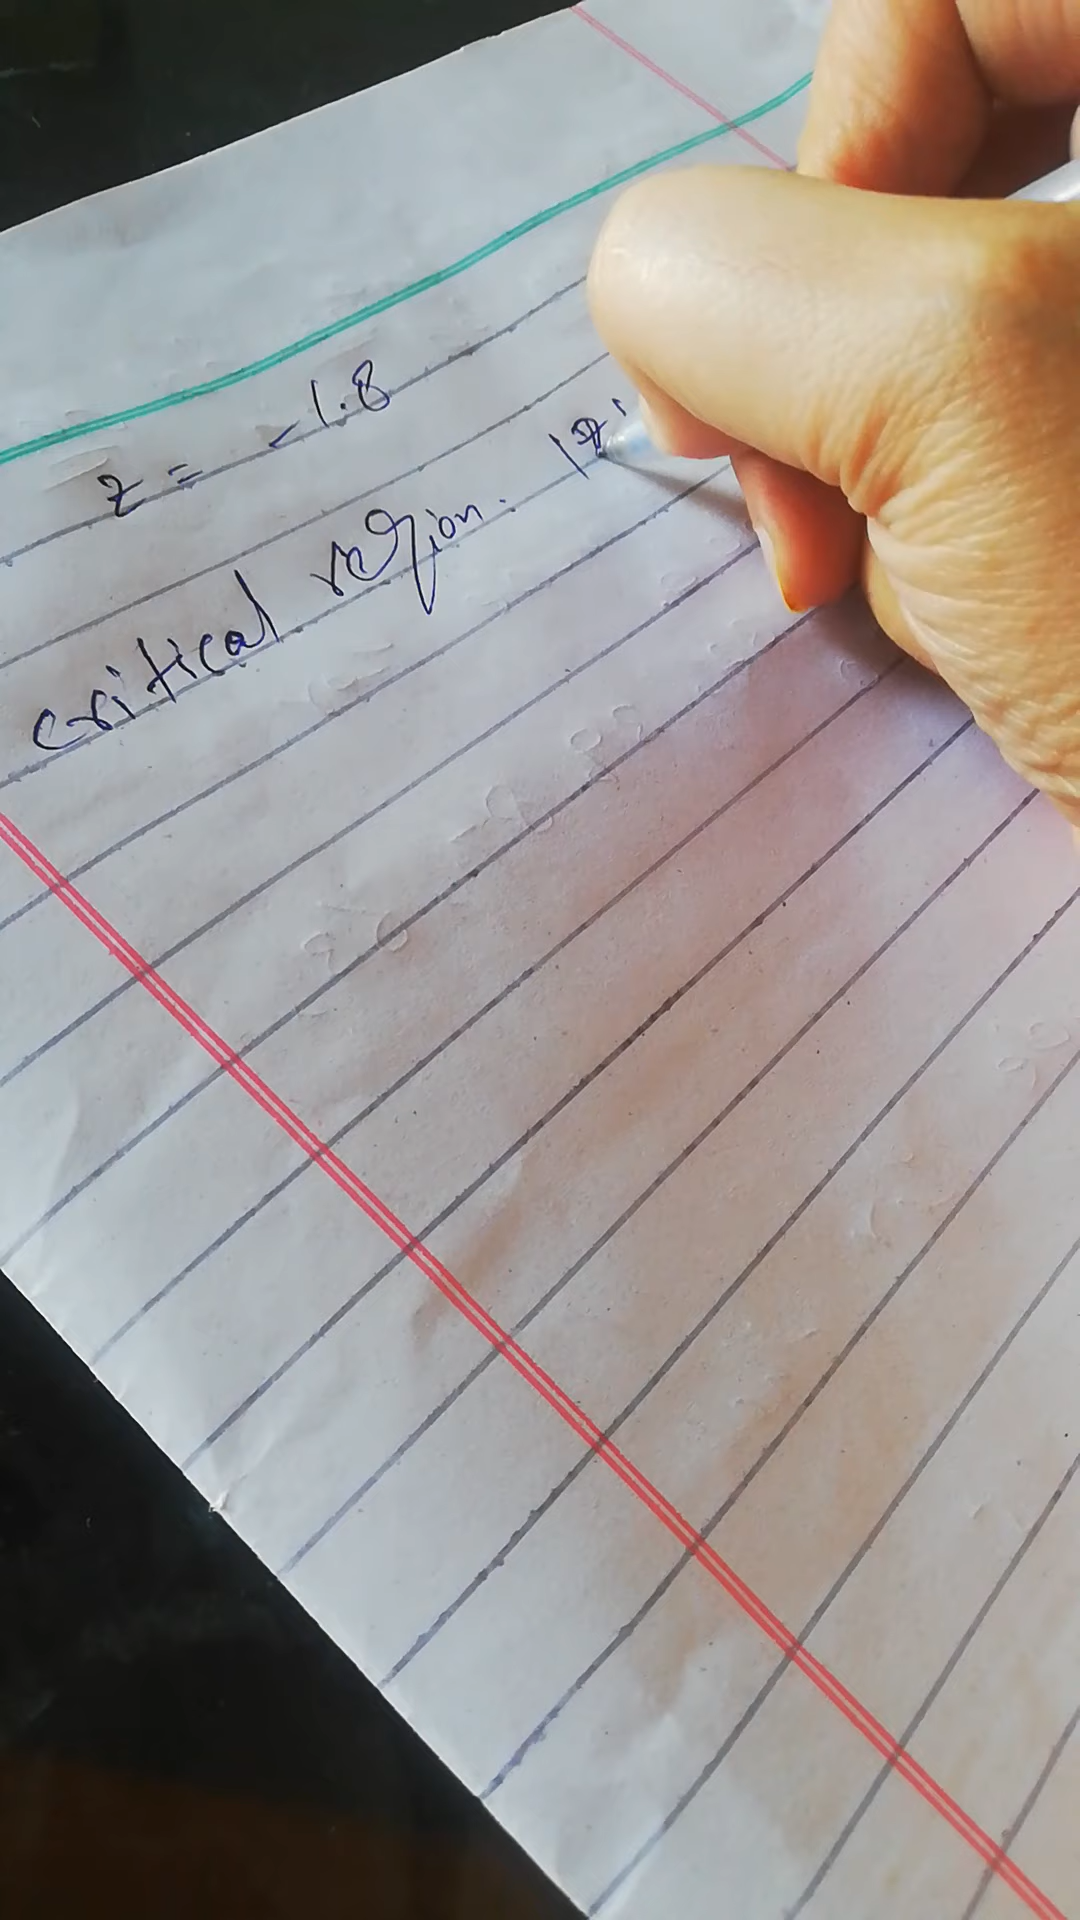 z = -1.8
critical region. |z|